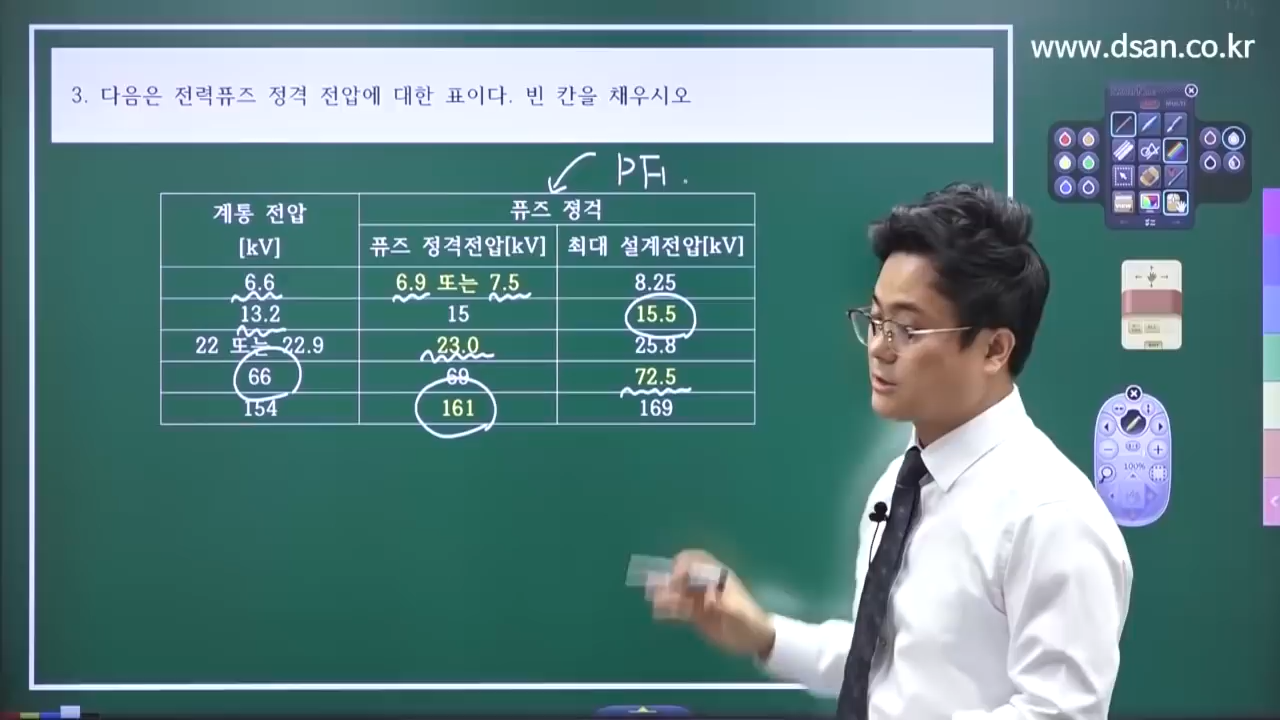 www.dsan.co.kr
3. 다음은 전력퓨즈 정격 전압에 대한 표이다. 빈 칸을 채우시오
PF.
계통 전압 퓨즈 정격
[kV] 퓨즈 정격전압[kV] 최대 설계전압[kV]
6.6 6.9 또는 7.5 8.25
13.2 15 15.5
22 또는 22.9 23.0 25.8
66 69 72.5
154 161 169
100%